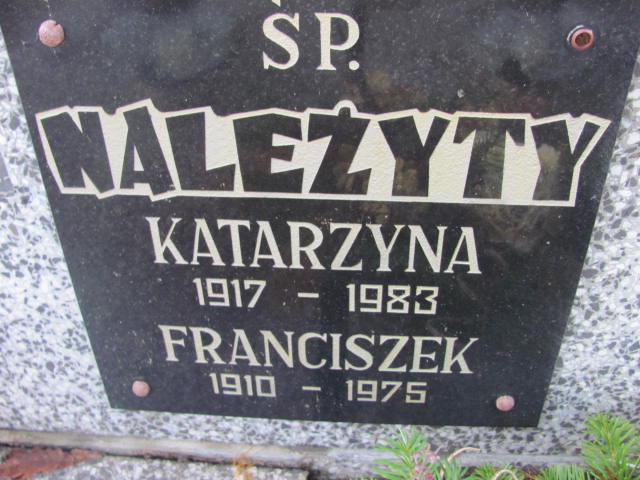 ŚP.
NALEŻYTY
KATARZYNA
1917 - 1983
FRANCISZEK
1910 - 1975